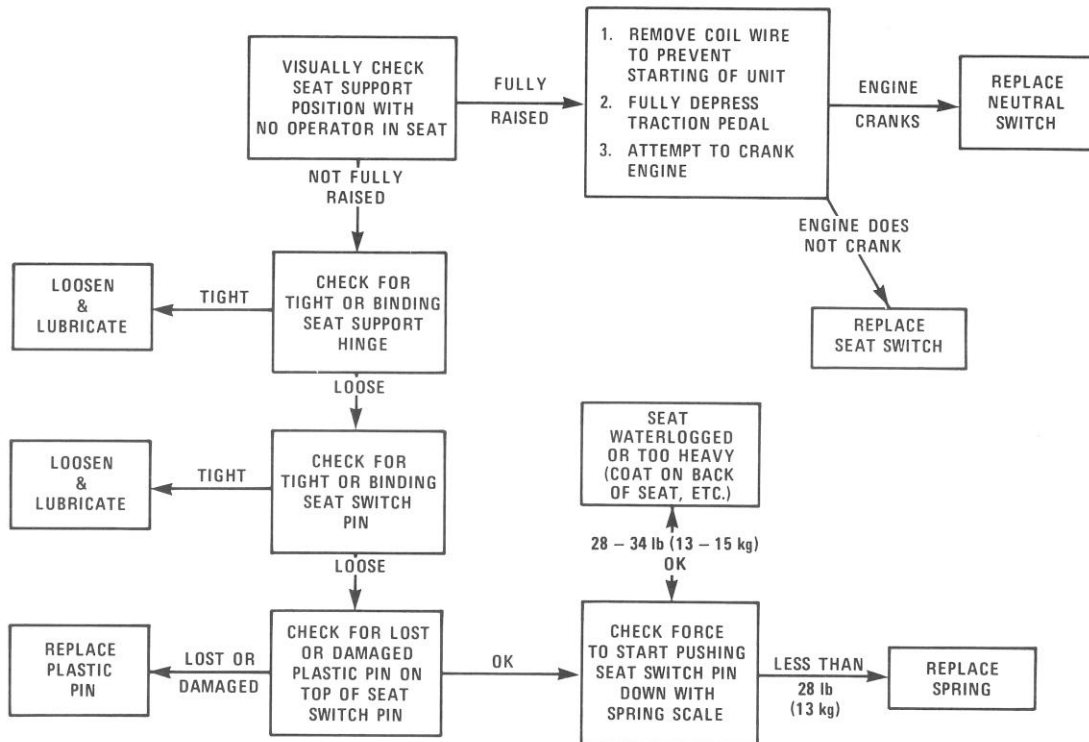 VISUALLY CHECK
SEAT SUPPORT
POSITION WITH
NO OPERATOR IN SEAT
FULLY
RAISED
1. REMOVE COIL WIRE
TO PREVENT
STARTING OF UNIT
2. FULLY DEPRESS
TRACTION PEDAL
3. ATTEMPT TO CRANK
ENGINE
ENGINE
CRANKS
REPLACE
NEUTRAL
SWITCH
NOT FULLY
RAISED
ENGINE DOES
NOT CRANK
REPLACE
SEAT SWITCH
LOOSEN
&
LUBRICATE
TIGHT
CHECK FOR
TIGHT OR BINDING
SEAT SUPPORT
HINGE
LOOSE
LOOSEN
&
LUBRICATE
TIGHT
CHECK FOR
TIGHT OR BINDING
SEAT SWITCH
PIN
LOOSE
SEAT
WATERLOGGED
OR TOO HEAVY
(COAT ON BACK
OF SEAT, ETC.)
28 – 34 lb (13 – 15 kg)
OK
REPLACE
PLASTIC
PIN
LOST OR
DAMAGED
CHECK FOR LOST
OR DAMAGED
PLASTIC PIN ON
TOP OF SEAT
SWITCH PIN
OK
CHECK FORCE
TO START PUSHING
SEAT SWITCH PIN
DOWN WITH
SPRING SCALE
LESS THAN
28 lb
(13 kg)
REPLACE
SPRING